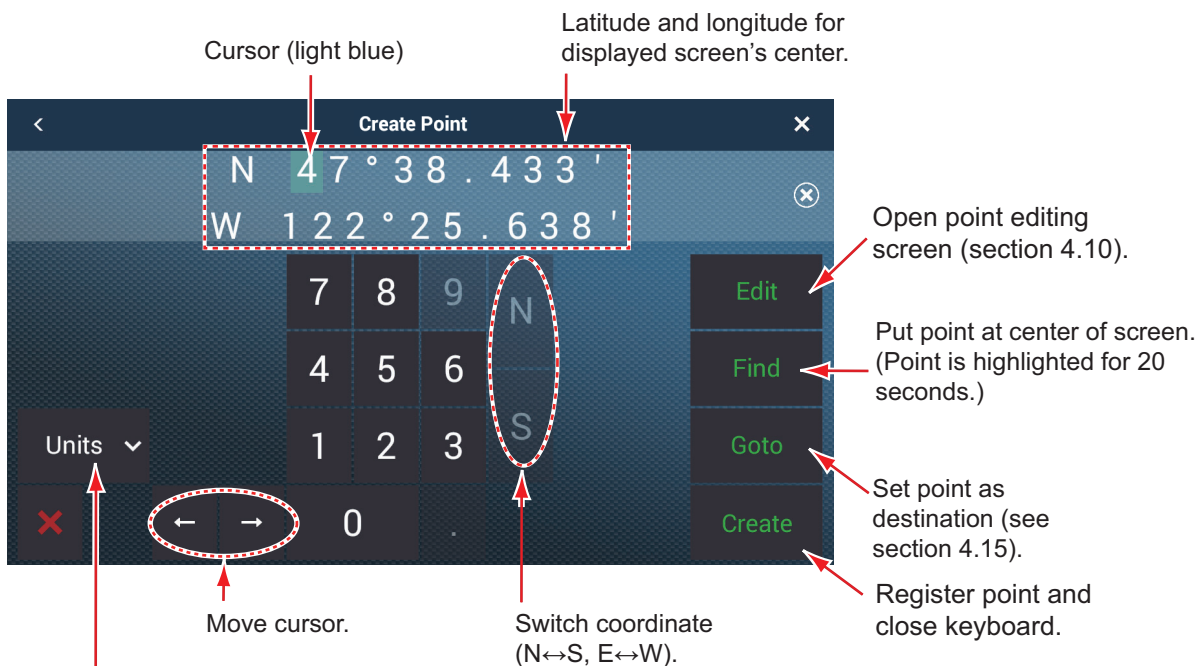 Latitude and longitude for
displayed screen's center.
Cursor (light blue)
Create Point
N 47°38.433'
W 122°25.638'
7 8 9 N
4 5 6
1 2 3 S
← → 0 .
Units
Edit
Find
Goto
Create
Open point editing
screen (section 4.10).
Put point at center of screen.
(Point is highlighted for 20
seconds.)
Set point as
destination (see
section 4.15).
Register point and
close keyboard.
Move cursor.
Switch coordinate
(N↔S, E↔W).